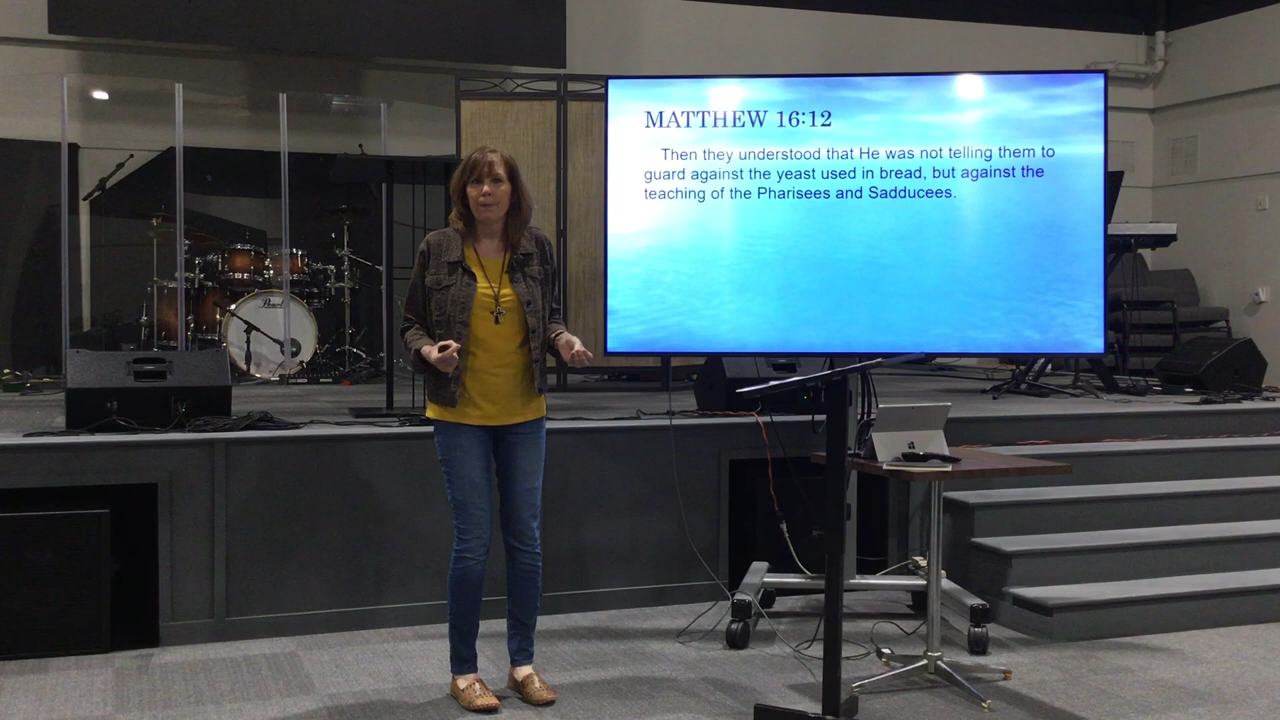 MATTHEW 16:12
Then they understood that He was not telling them to
guard against the yeast used in bread, but against the
teaching of the Pharisees and Sadducees.
Pearl